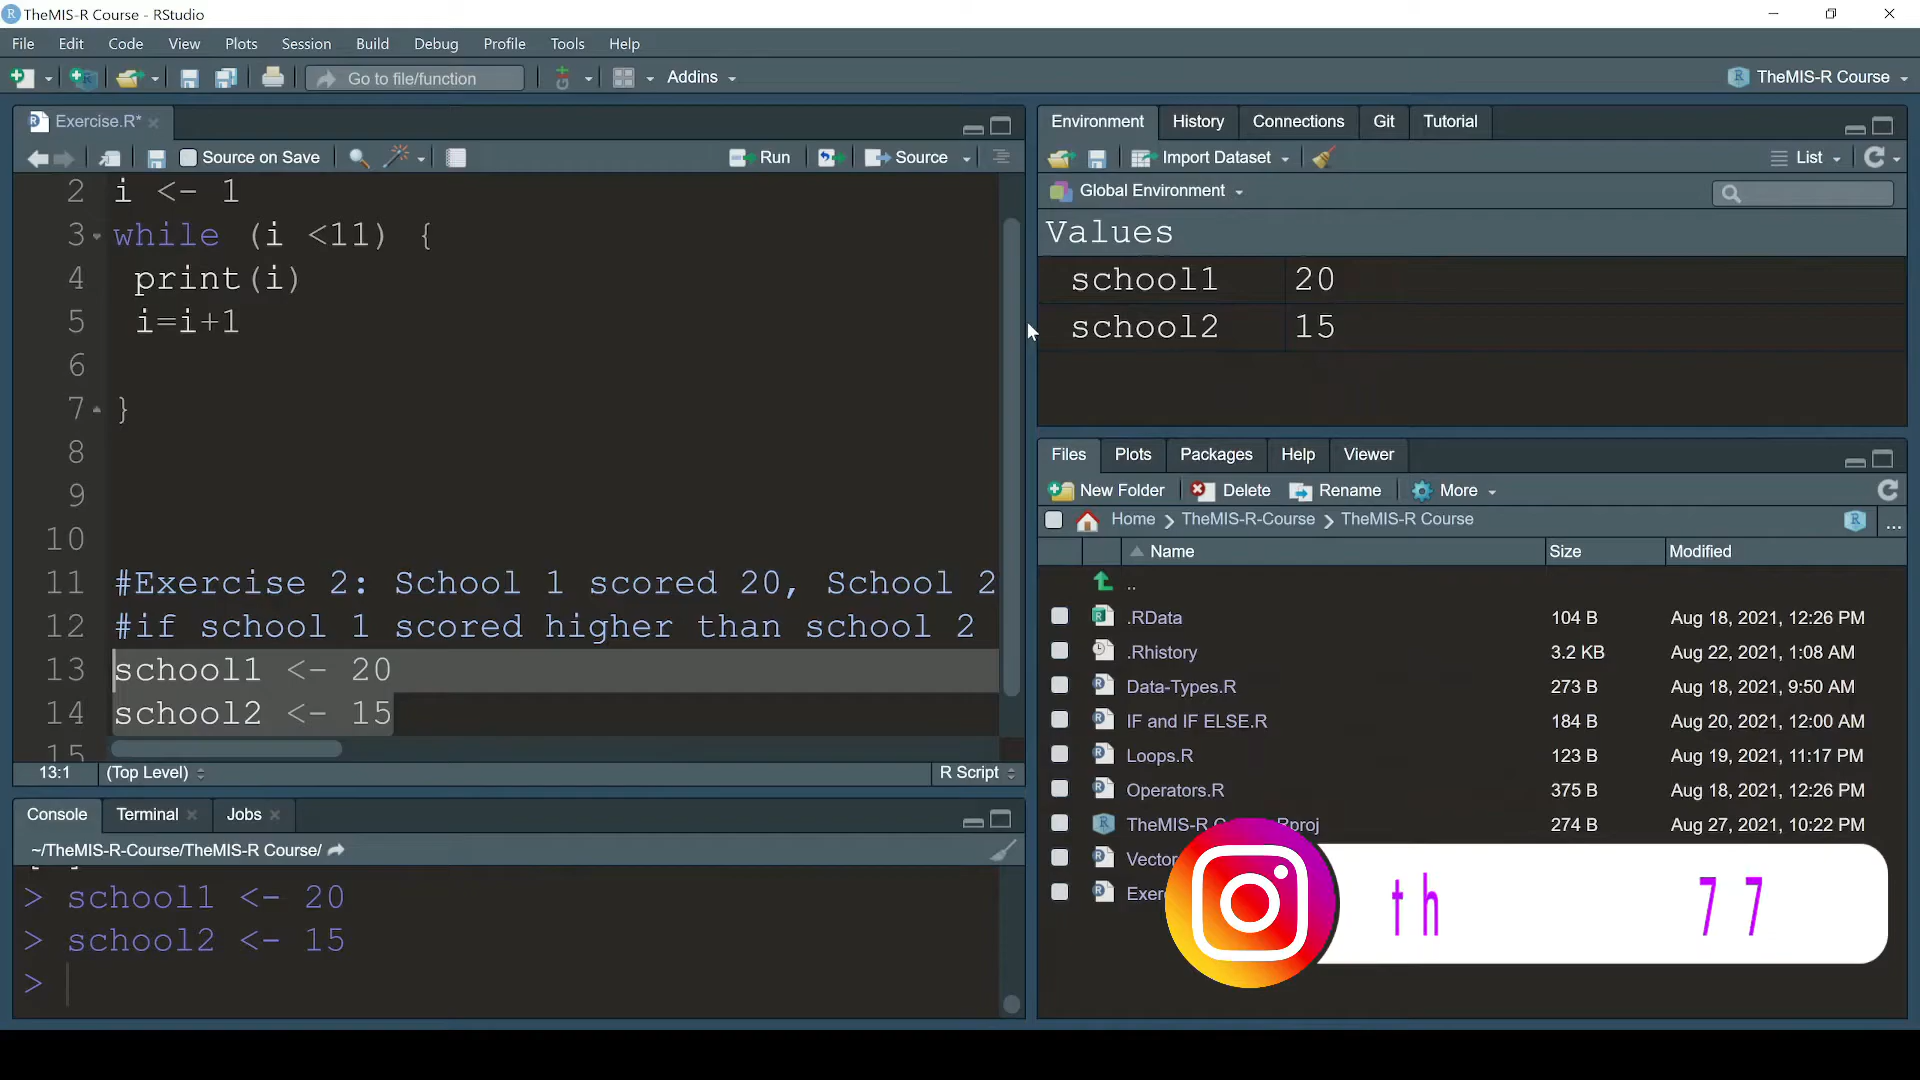 TheMIS-R Course - RStudio
File Edit Code View Plots Session Build Debug Profile Tools Help
Go to file/function Addins TheMIS-R Course
Exercise.R*
Source on Save Run Source
2 i <- 1
3 while (i <11) {
4 print(i)
5 i=i+1
6
7 }
8
9
10
11 #Exercise 2: School 1 scored 20, School 2
12 #if school 1 scored higher than school 2
13 school1 <- 20
14 school2 <- 15
15
13:1 (Top Level) R Script
Console Terminal Jobs
~/TheMIS-R-Course/TheMIS-R Course/
> school1 <- 20
> school2 <- 15
>
Environment History Connections Git Tutorial
Import Dataset List
Global Environment
Values
school1 20
school2 15
Files Plots Packages Help Viewer
New Folder Delete Rename More
Home TheMIS-R-Course TheMIS-R Course
Name Size Modified
..
.RData 104 B Aug 18, 2021, 12:26 PM
.Rhistory 3.2 KB Aug 22, 2021, 1:08 AM
Data-Types.R 273 B Aug 18, 2021, 9:50 AM
IF and IF ELSE.R 184 B Aug 20, 2021, 12:00 AM
Loops.R 123 B Aug 19, 2021, 11:17 PM
Operators.R 375 B Aug 18, 2021, 12:26 PM
TheMIS-R 274 B Aug 27, 2021, 10:22 PM
th 77